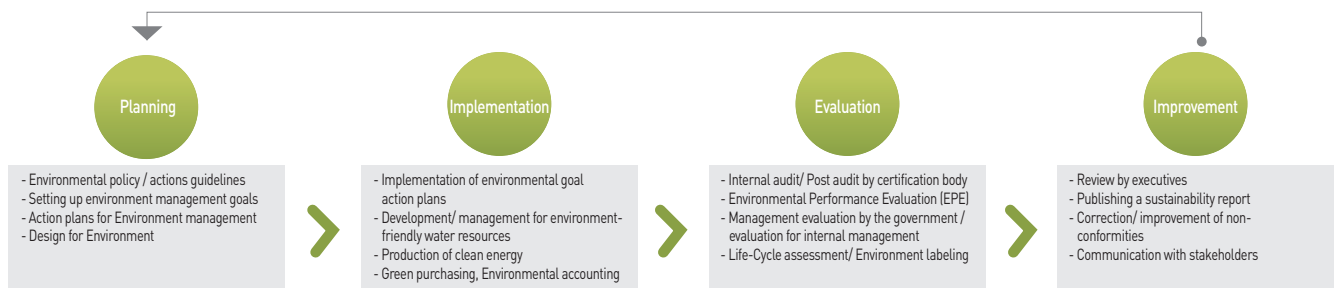 Planning
- Environmental policy / actions guidelines
- Setting up environment management goals
- Action plans for Environment management
- Design for Environment
Implementation
- Implementation of environmental goal
action plans
- Development/ management for environment-
friendly water resources
- Production of clean energy
- Green purchasing, Environmental accounting
Evaluation
- Internal audit/ Post audit by certification body
- Environmental Performance Evaluation (EPE)
- Management evaluation by the government /
evaluation for internal management
- Life-Cycle assessment/ Environment labeling
Improvement
- Review by executives
- Publishing a sustainability report
- Correction/ improvement of non-
conformities
- Communication with stakeholders